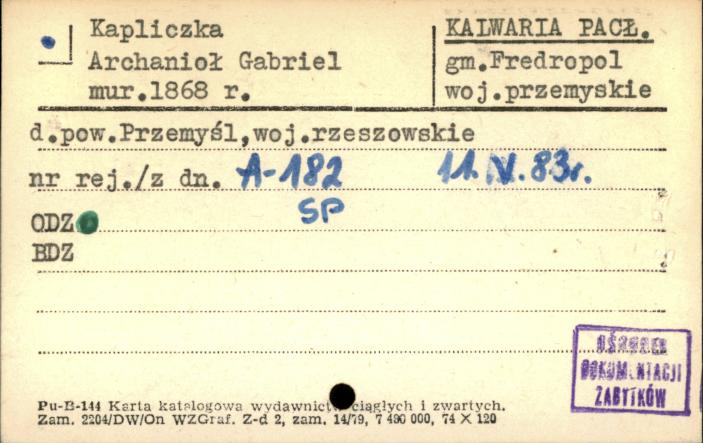 Kapliczka
Archanioł Gabriel
mur.1868 r.
KALWARIA PACŁ.
gm.Fredropol
woj.przemyskie
d.pow.Przemyśl,woj.rzeszowskie
nr rej./z dn. A-182 11.IV.83r.
SP
ODZ
BDZ
OŚRODEK
DOKUMENTACJI
ZABYTKÓW
Pu-B-144 Karta katalogowa wydawnictw ciągłych i zwartych.
Zam. 2204/DW/On WZGraf. Z-d 2, zam. 14/79, 7 490 000, 74 X 120